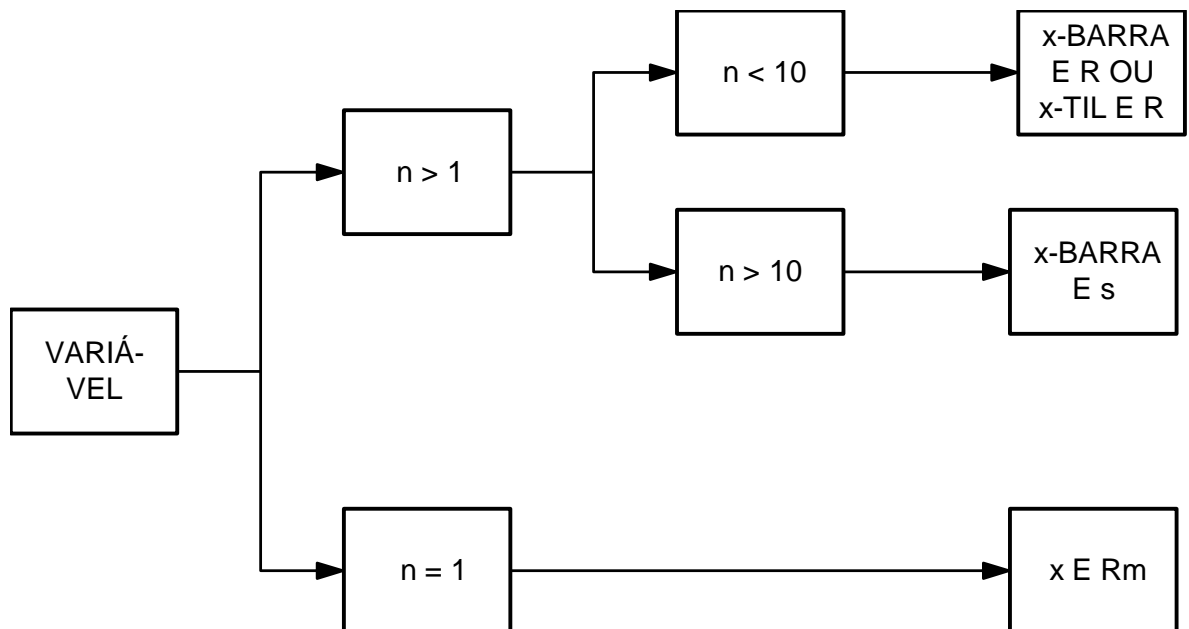 x-BARRA
E R OU
x-TIL E R
n < 10
n > 1
n > 10
x-BARRA
E s
VARIÁ-
VEL
n = 1
x E Rm